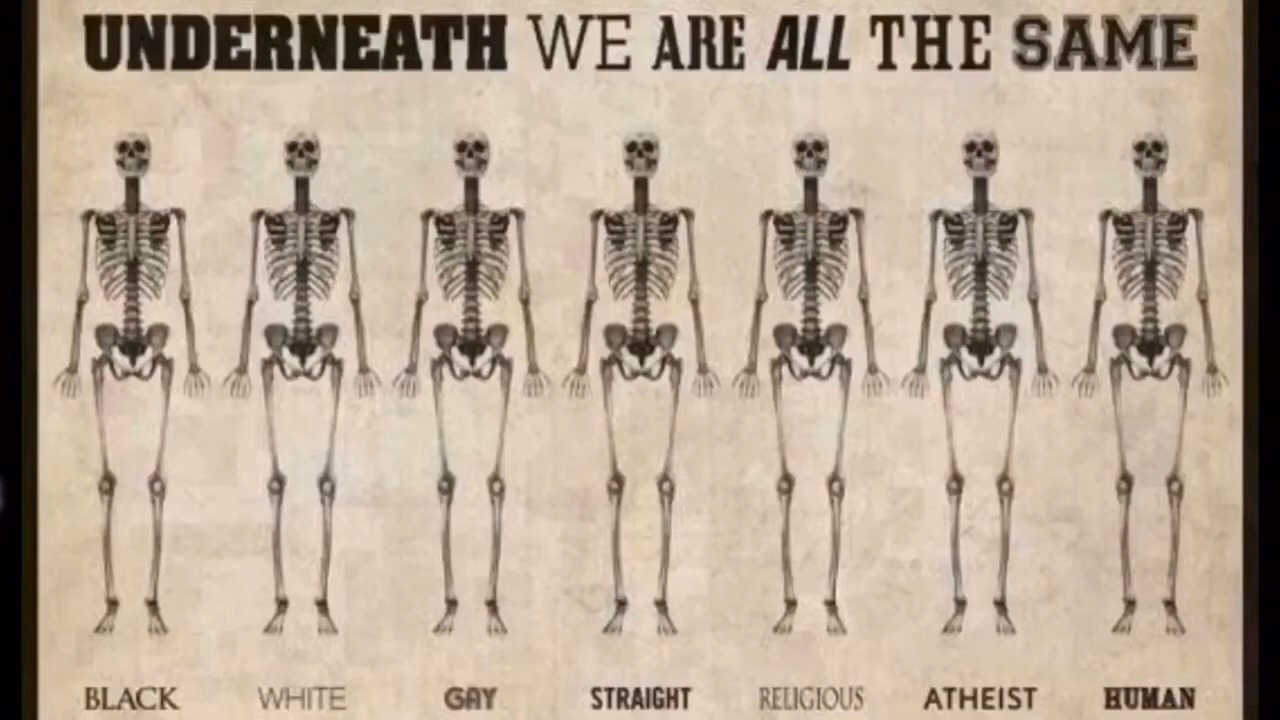 UNDERNEATH WE ARE ALL THE SAME
BLACK WHITE GAY STRAIGHT RELIGIOUS ATHEIST HUMAN